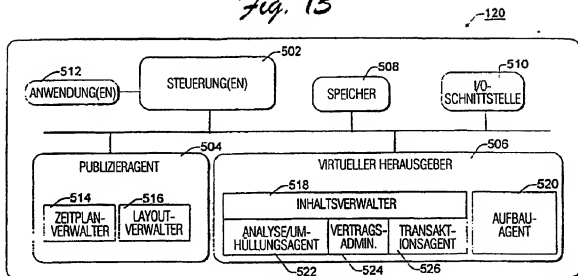 Fig. 15
120
502
512
STEUERUNG(EN)
ANWENDUNG(EN)
508
SPEICHER
510
I/O-
SCHNITTSTELLE
504
PUBLIZIERAGENT
514
516
ZEITPLAN-
VERWALTER
LAYOUT-
VERWALTER
506
VIRTUELLER HERAUSGEBER
518
INHALTSVERWALTER
ANALYSE/UM-
HÜLLUNGSAGENT
VERTRAGS-
ADMIN.
TRANSAKT-
IONSAGENT
520
AUFBAU-
AGENT
522
524
526